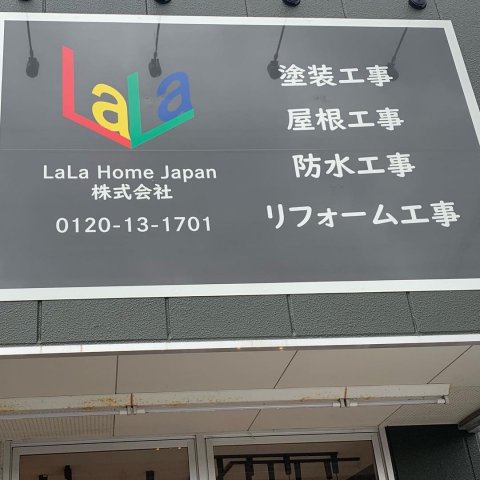 LaLa
LaLa Home Japan
株式会社
0120-13-1701
塗装工事
屋根工事
防水工事
リフォーム工事